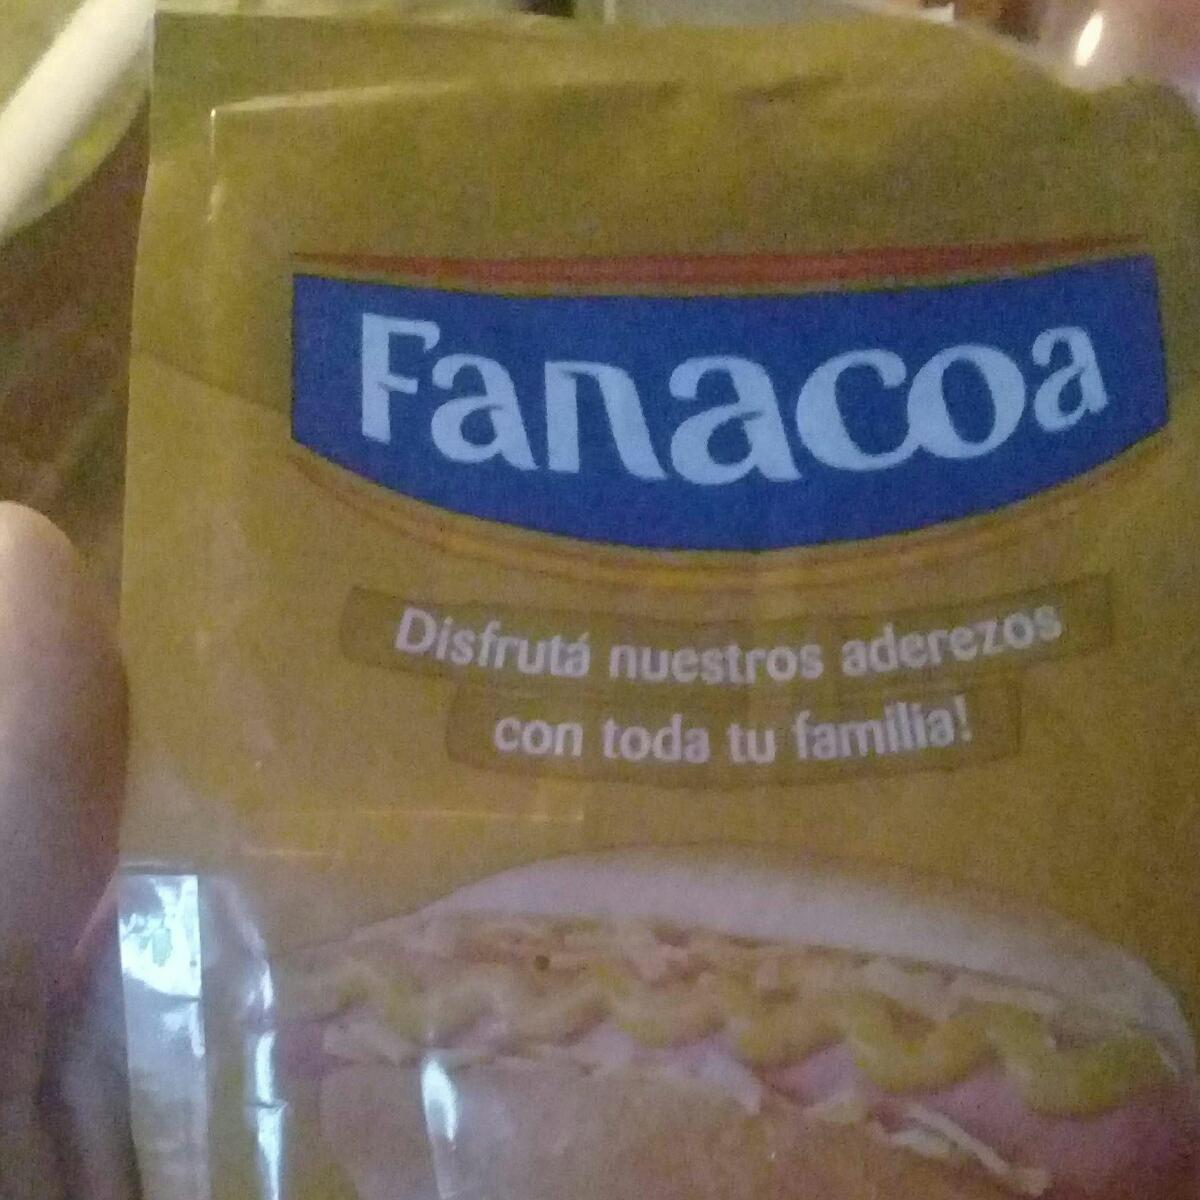 Fanacoa
Disfrutá nuestros aderezos
con toda tu familia!